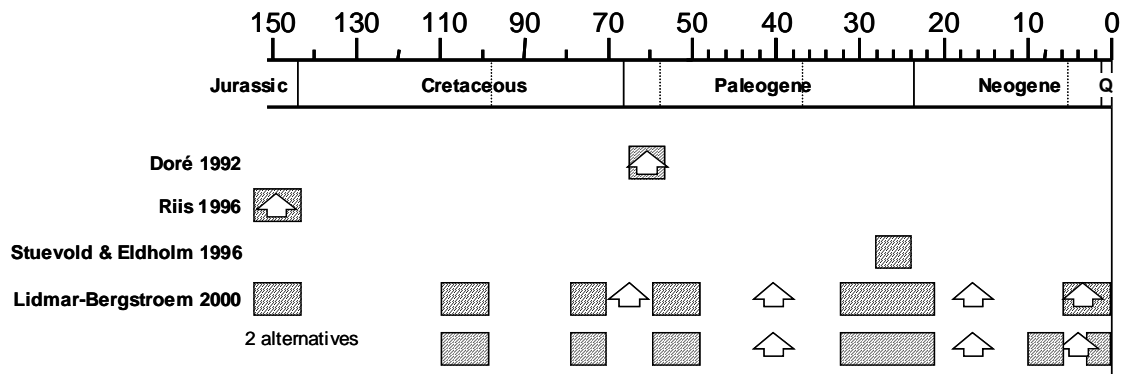 150 130 110 90 70 50 30 20 10 0
Jurassic Cretaceous Paleogene Neogene Q
Doré 1992
Riis 1996
Stuevold & Eldholm 1996
Lidmar-Bergstroem 2000
2 alternatives